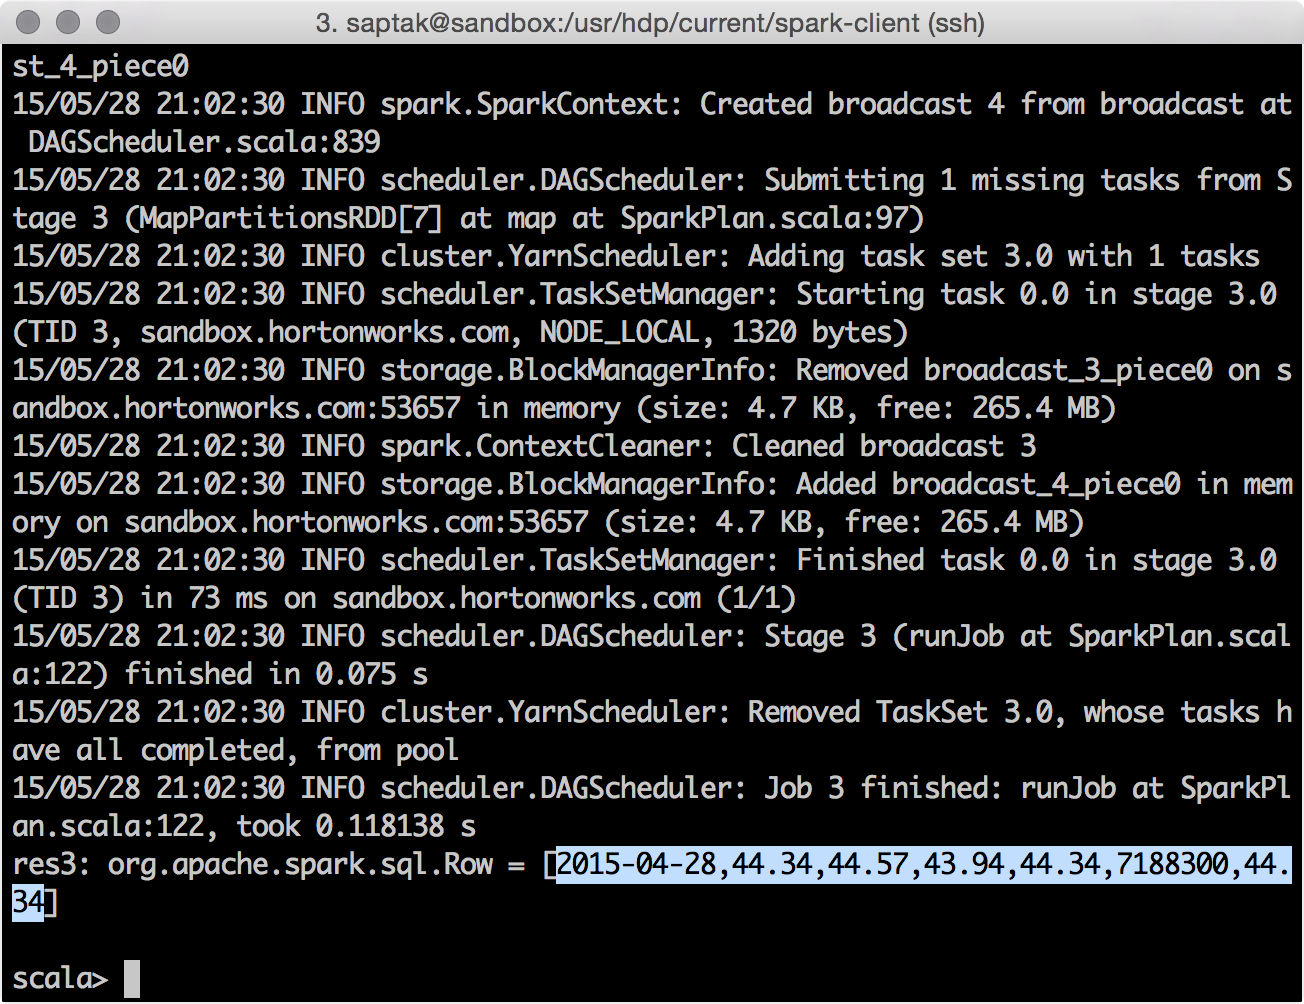 3. saptak@sandbox:/usr/hdp/current/spark-client (ssh)
st_4_piece0
15/05/28 21:02:30 INFO spark.SparkContext: Created broadcast 4 from broadcast at
 DAGScheduler.scala:839
15/05/28 21:02:30 INFO scheduler.DAGScheduler: Submitting 1 missing tasks from S
tage 3 (MapPartitionsRDD[7] at map at SparkPlan.scala:97)
15/05/28 21:02:30 INFO cluster.YarnScheduler: Adding task set 3.0 with 1 tasks
15/05/28 21:02:30 INFO scheduler.TaskSetManager: Starting task 0.0 in stage 3.0
(TID 3, sandbox.hortonworks.com, NODE_LOCAL, 1320 bytes)
15/05/28 21:02:30 INFO storage.BlockManagerInfo: Removed broadcast_3_piece0 on s
andbox.hortonworks.com:53657 in memory (size: 4.7 KB, free: 265.4 MB)
15/05/28 21:02:30 INFO spark.ContextCleaner: Cleaned broadcast 3
15/05/28 21:02:30 INFO storage.BlockManagerInfo: Added broadcast_4_piece0 in mem
ory on sandbox.hortonworks.com:53657 (size: 4.7 KB, free: 265.4 MB)
15/05/28 21:02:30 INFO scheduler.TaskSetManager: Finished task 0.0 in stage 3.0
(TID 3) in 73 ms on sandbox.hortonworks.com (1/1)
15/05/28 21:02:30 INFO scheduler.DAGScheduler: Stage 3 (runJob at SparkPlan.scal
a:122) finished in 0.075 s
15/05/28 21:02:30 INFO cluster.YarnScheduler: Removed TaskSet 3.0, whose tasks h
ave all completed, from pool
15/05/28 21:02:30 INFO scheduler.DAGScheduler: Job 3 finished: runJob at SparkPl
an.scala:122, took 0.118138 s
res3: org.apache.spark.sql.Row = [2015-04-28,44.34,44.57,43.94,44.34,7188300,44.
34]
scala>